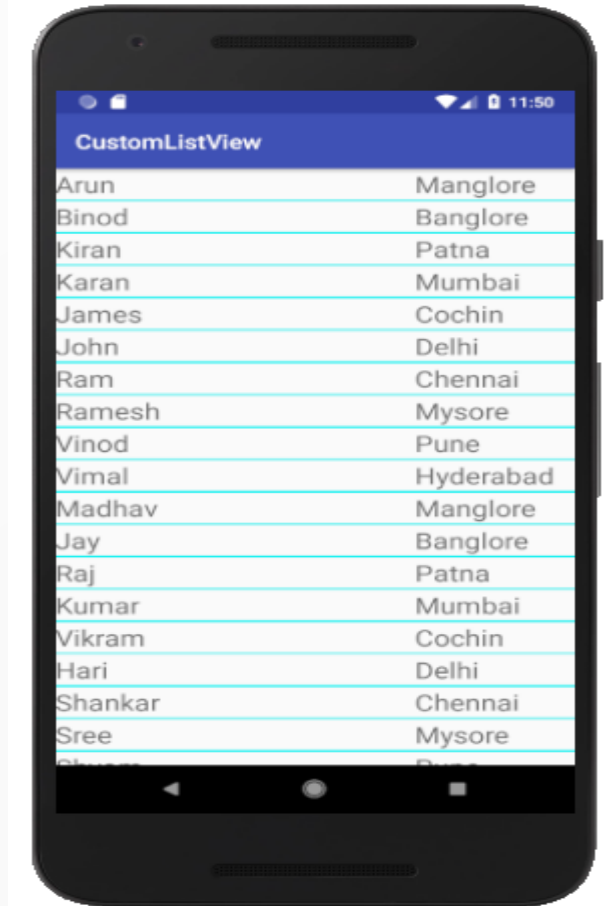 11:50
CustomListView
Arun Manglore
Binod Banglore
Kiran Patna
Karan Mumbai
James Cochin
John Delhi
Ram Chennai
Ramesh Mysore
Vinod Pune
Vimal Hyderabad
Madhav Manglore
Jay Banglore
Raj Patna
Kumar Mumbai
Vikram Cochin
Hari Delhi
Shankar Chennai
Sree Mysore